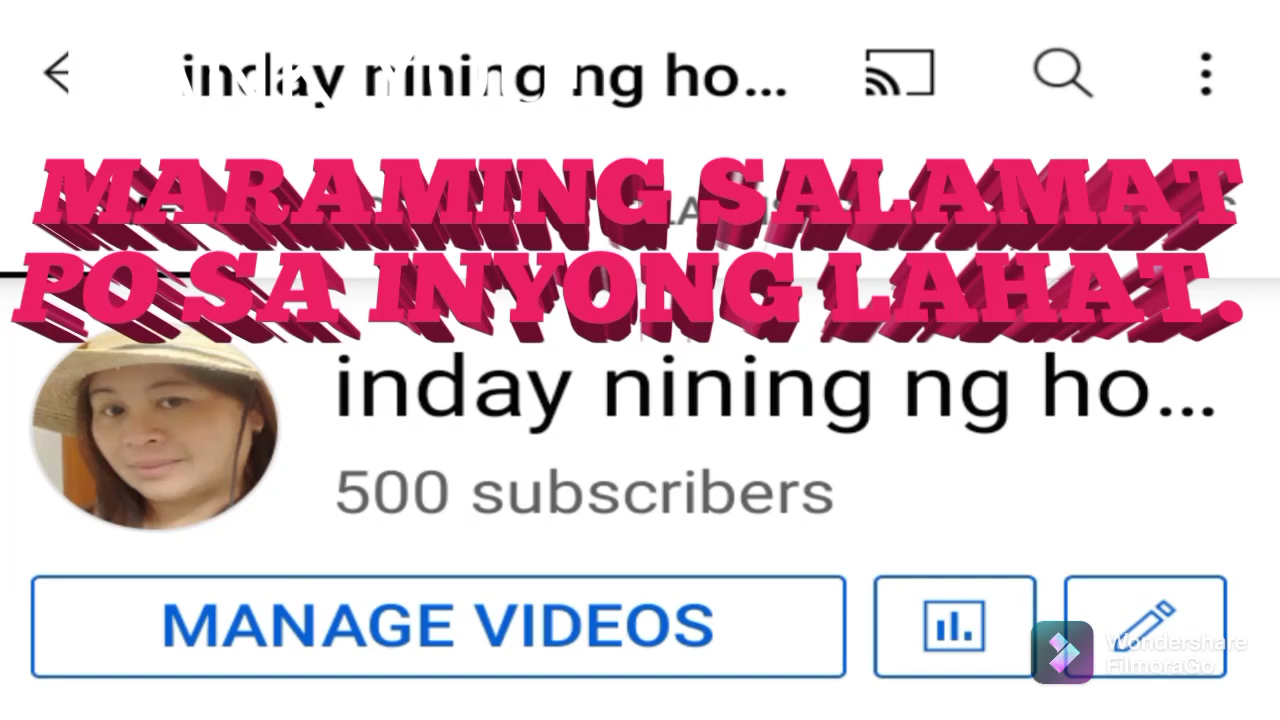 inday nining ng ho...
MARAMING SALAMAT
PO SA INYONG LAHAT.
inday nining ng ho...
500 subscribers
MANAGE VIDEOS
Wondershare
FilmoraGo